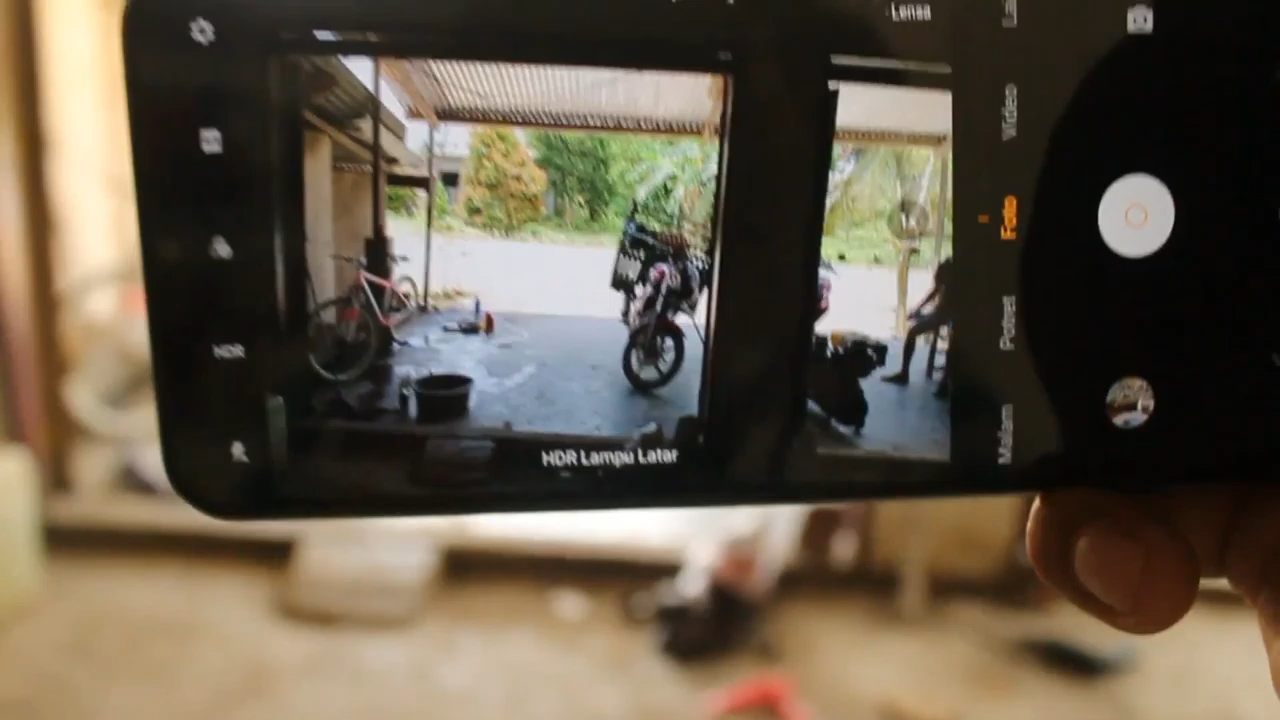 Lensa
Video
Foto
Potret
Malam
HDR
HDR Lampu Latar